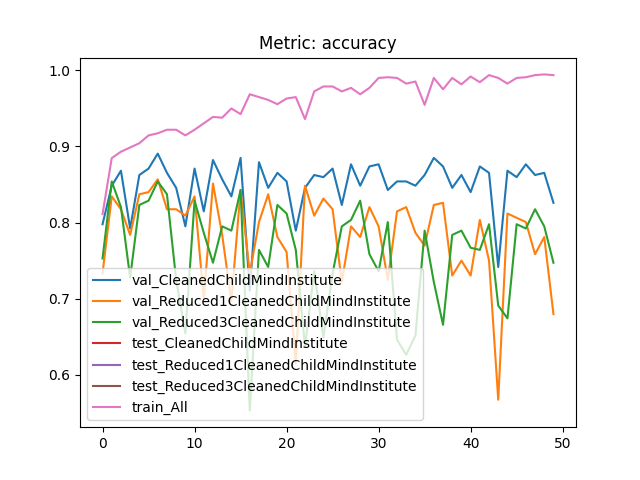 Metric: accuracy
1.0
0.9
0.8
0.7
0.6
val_CleanedChildMindInstitute
val_Reduced1CleanedChildMindInstitute
val_Reduced3CleanedChildMindInstitute
test_CleanedChildMindInstitute
test_Reduced1CleanedChildMindInstitute
test_Reduced3CleanedChildMindInstitute
train_All
0 10 20 30 40 50